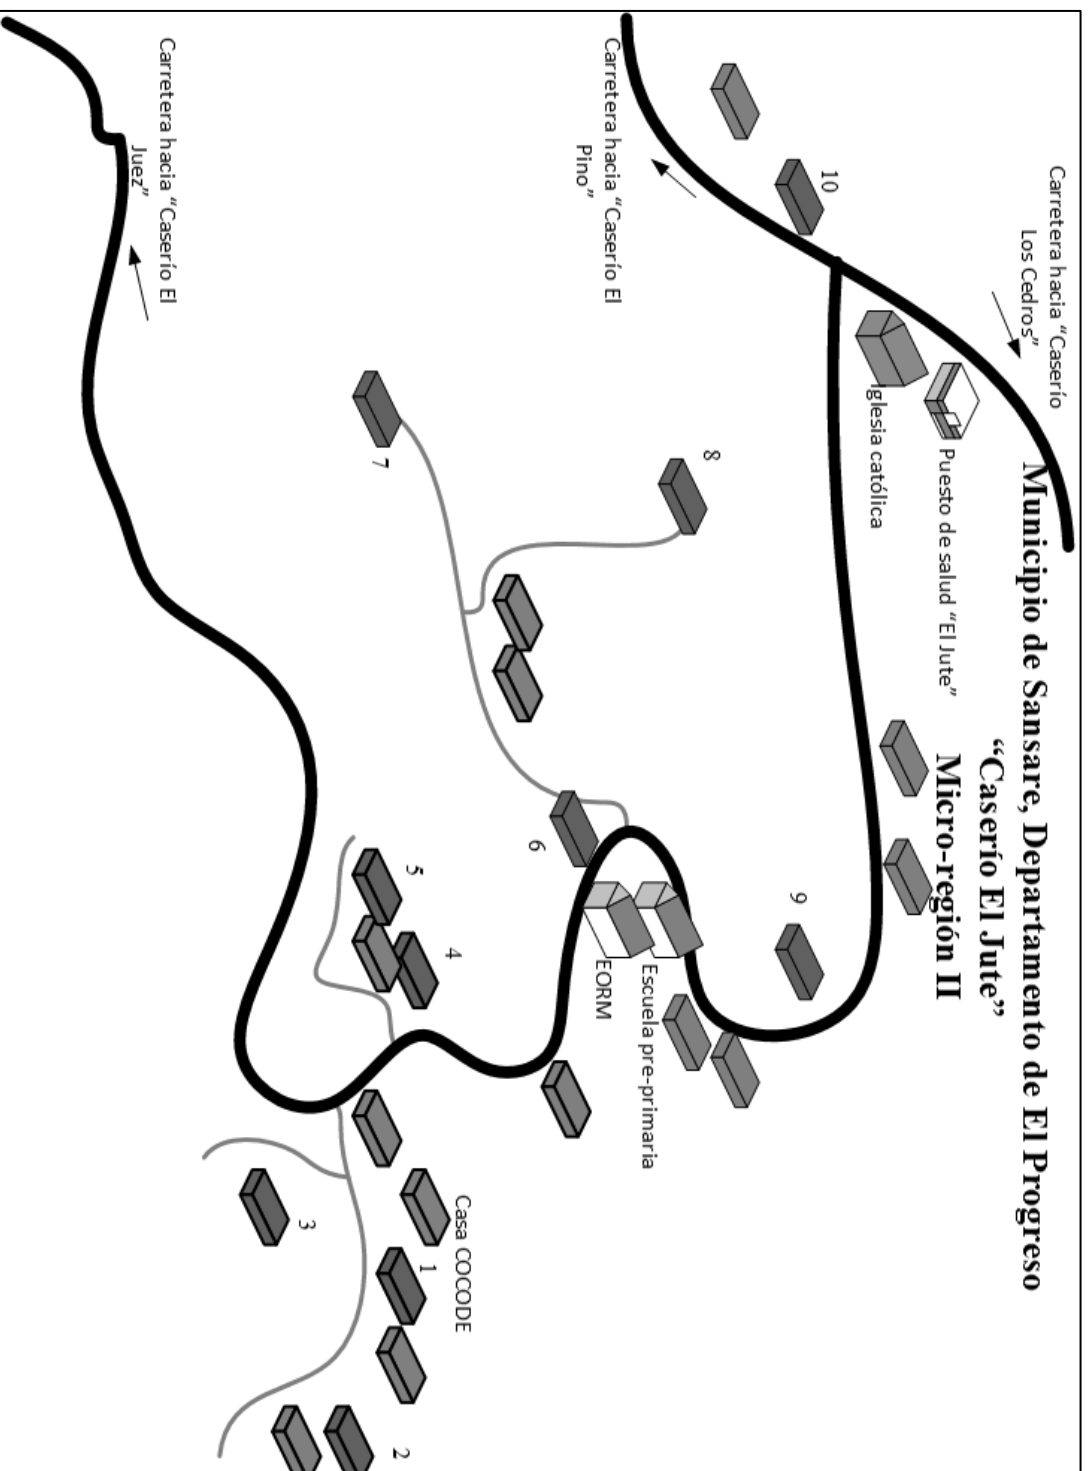 Municipio de Sansare, Departamento de El Progreso
“Caserío El Jute”
Micro-región II
Carretera hacia “Caserío
Los Cedros”
Puesto de salud “El Jute”
Iglesia católica
10
9
8
Carretera hacia “Caserío El
Pino”
Escuela pre-primaria
EORM
6
Casa COCODE
4
5
1
2
7
3
Carretera hacia “Caserío El
Juez”